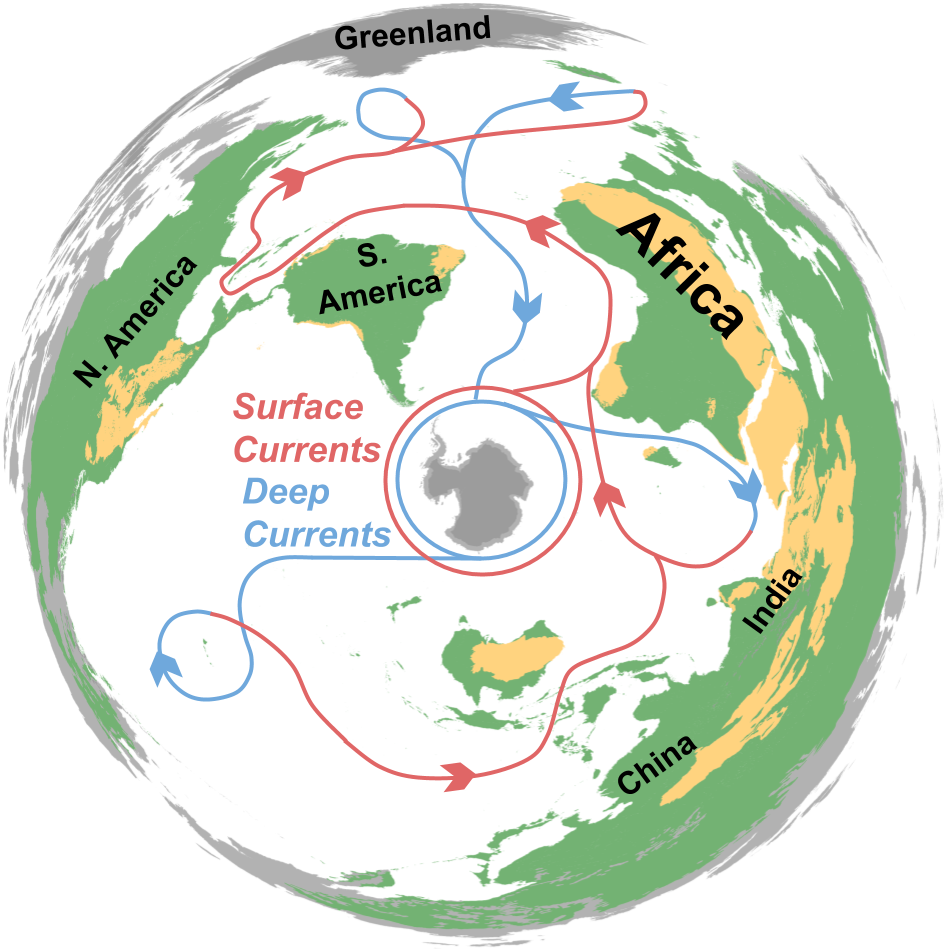 Greenland
Africa
S.
America
N. America
Surface
Currents
Deep
Currents
India
China